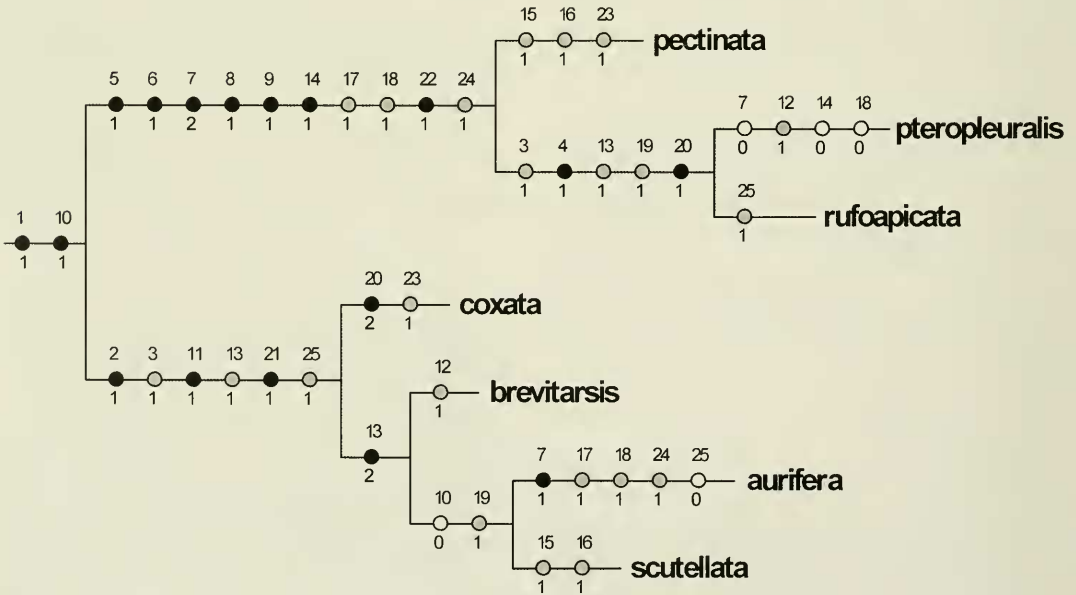 15 16 23
pectinata
1 1 1
5 6 7 8 9 14 17 18 22 24
1 1 2 1 1 1 1 1 1 1
7 12 14 18
pteropleuralis
0 1 0 0
3 4 13 19 20
1 1 1 1 1
25
rufoapicata
1
1 10
1 1
20 23
coxata
2 1
2 3 11 13 21 25
1 1 1 1 1 1
12
brevitarsis
1
13
2
7 17 18 24 25
aurifera
1 1 1 1 0
10 19
0 1
15 16
scutellata
1 1